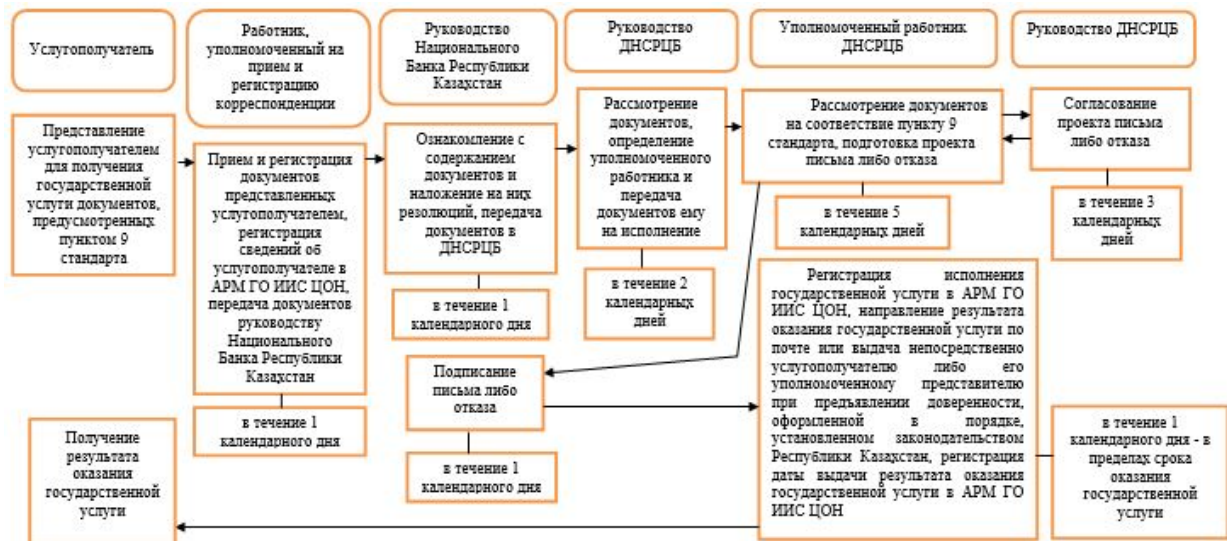 Услугополучатель
Работник,
уполномоченный на
прием и
регистрацию
корреспонденции
Руководство
Национального
Банка Республики
Казахстан
Руководство
ДНСРЦБ
Уполномоченный работник
ДНСРЦБ
Руководство ДНСРЦБ
Представление
услугополучателем
для получения
государственной
услуги документов,
предусмотренных
пунктом 9
стандарта
Прием и регистрация
документов
представленных
услугополучателем,
регистрация
сведений об
услугополучателе в
АРМ ГО ИИС ЦОН,
передача документов
руководству
Национального
Банка Республики
Казахстан
в течение 1
календарного дня
Ознакомление с
содержанием
документов и
наложение на них
резолюций, передача
документов в
ДНСРЦБ
в течение 1
календарного дня
Рассмотрение
документов,
определение
уполномоченного
работника и
передача
документов ему
на исполнение
в течение 2
календарных
дней
Рассмотрение документов
на соответствие пункту 9
стандарта, подготовка проекта
письма либо отказа
в течение 5
календарных дней
Согласование
проекта письма
либо отказа
в течение 3
календарных
дней
Подписание
письма либо
отказа
в течение 1
календарного дня
Регистрация исполнения
государственной услуги в АРМ ГО
ИИС ЦОН, направление результата
оказания государственной услуги по
почте или выдача непосредственно
услугополучателю либо его
уполномоченному представителю
при предъявлении доверенности,
оформленной в порядке,
установленном законодательством
Республики Казахстан, регистрация
даты выдачи результата оказания
государственной услуги в АРМ ГО
ИИС ЦОН
в течение 1
календарного дня - в
пределах срока
оказания
государственной
услуги
Получение
результата
оказания
государственной
услуги